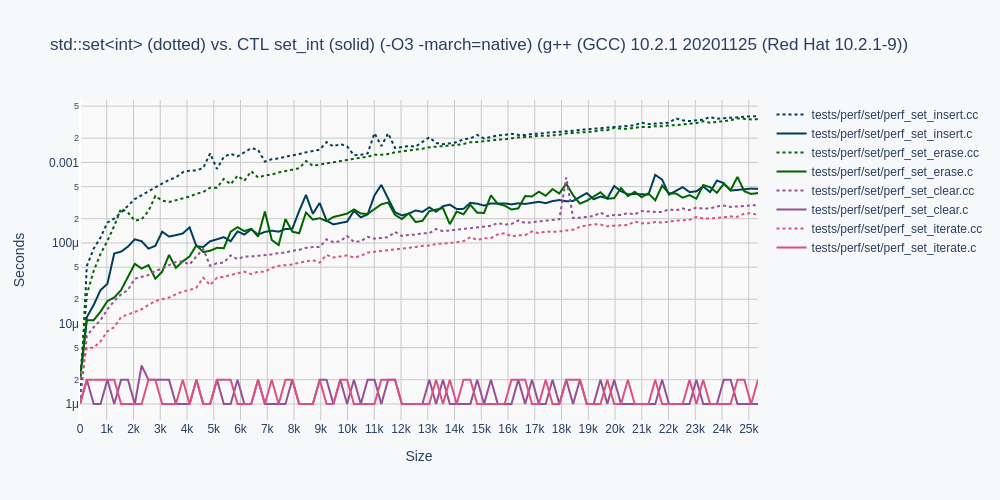 std::set<int> (dotted) vs. CTL set_int (solid) (-O3 -march=native) (g++ (GCC) 10.2.1 20201125 (Red Hat 10.2.1-9))
5
2
0.001
5
2
100μ
5
2
10μ
5
2
1μ
Seconds
0 1k 2k 3k 4k 5k 6k 7k 8k 9k 10k 11k 12k 13k 14k 15k 16k 17k 18k 19k 20k 21k 22k 23k 24k 25k
Size
tests/perf/set/perf_set_insert.cc
tests/perf/set/perf_set_insert.c
tests/perf/set/perf_set_erase.cc
tests/perf/set/perf_set_erase.c
tests/perf/set/perf_set_clear.cc
tests/perf/set/perf_set_clear.c
tests/perf/set/perf_set_iterate.cc
tests/perf/set/perf_set_iterate.c